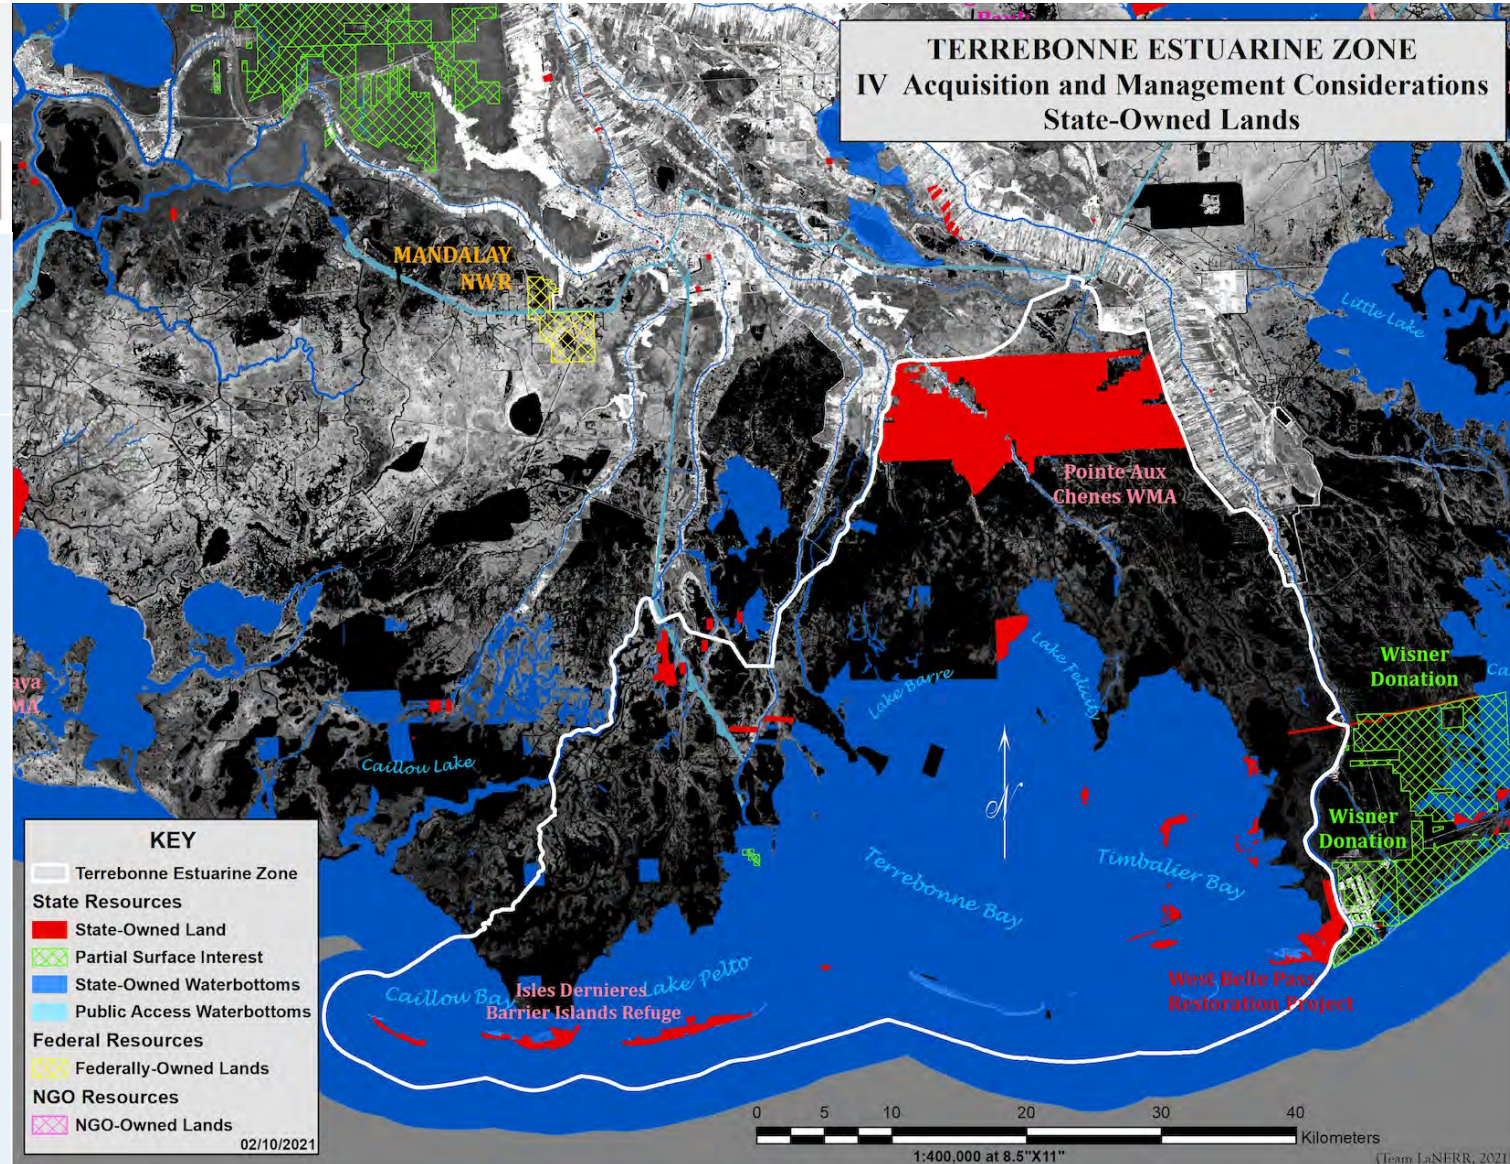 TERREBONNE ESTUARINE ZONE
IV Acquisition and Management Considerations
State-Owned Lands
MANDALAY
NWR
Little Lake
Pointe Aux
Chenes WMA
Wisner
Donation
Lake Barre
Lake Felicity
Caillou Lake
N
Wisner
Donation
Terrebonne Bay
Timbalier Bay
Caillou Bay
Lake Pelto
Isles Dernieres
Barrier Islands Refuge
West Belle Pass
Restoration Project
KEY
Terrebonne Estuarine Zone
State Resources
State-Owned Land
Partial Surface Interest
State-Owned Waterbottoms
Public Access Waterbottoms
Federal Resources
Federally-Owned Lands
NGO Resources
NGO-Owned Lands
02/10/2021
0 5 10 20 30 40
Kilometers
1:400,000 at 8.5"X11"
(Team LaNERR, 2021